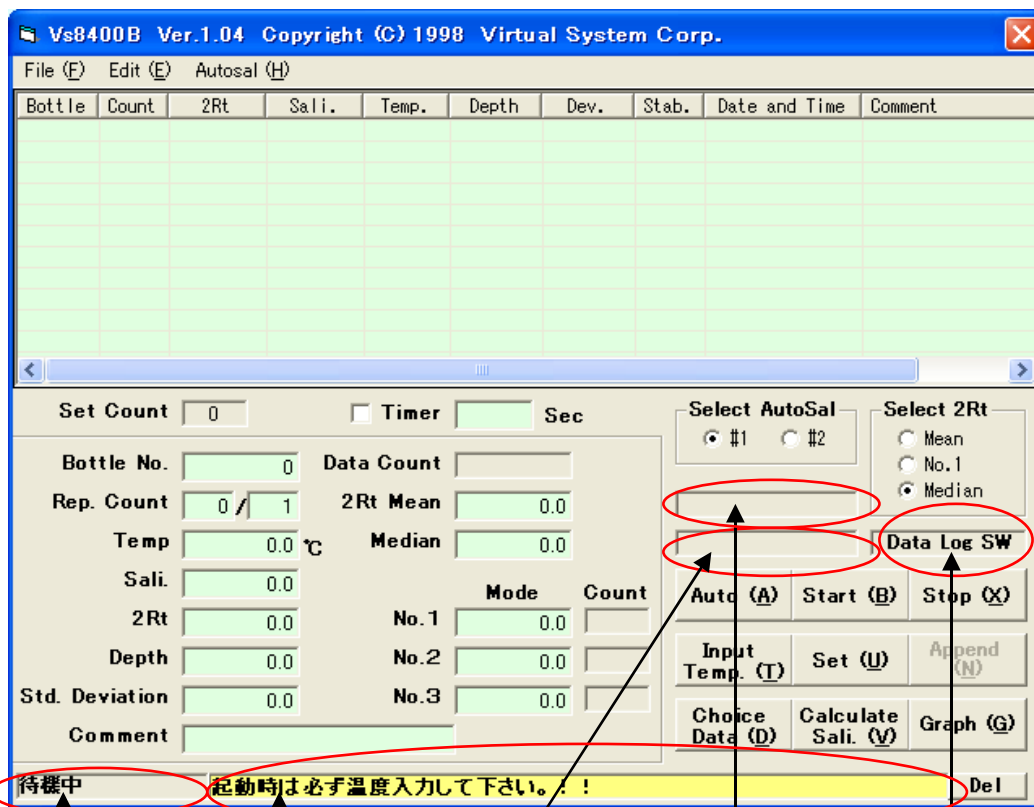 Vs8400B Ver.1.04 Copyright (C) 1998 Virtual System Corp.
File (F) Edit (E) Autosal (H)
Bottle Count 2Rt Sali. Temp. Depth Dev. Stab. Date and Time Comment
Set Count 0 Timer Sec
Select AutoSal
#1 #2
Select 2Rt
Mean
No.1
Median
Bottle No. 0 Data Count
Rep. Count 0 / 1 2Rt Mean 0.0
Temp 0.0 ℃ Median 0.0
Data Log SW
Sali. 0.0
Mode Count
2Rt 0.0 No.1 0.0
Depth 0.0 No.2 0.0
Std. Deviation 0.0 No.3 0.0
Comment
Auto (A) Start (B) Stop (X)
Input Temp. (T) Set (U) Append (N)
Choice Data (D) Calculate Sali. (V) Graph (G)
待機中 起動時は必ず温度入力して下さい。！！ Del